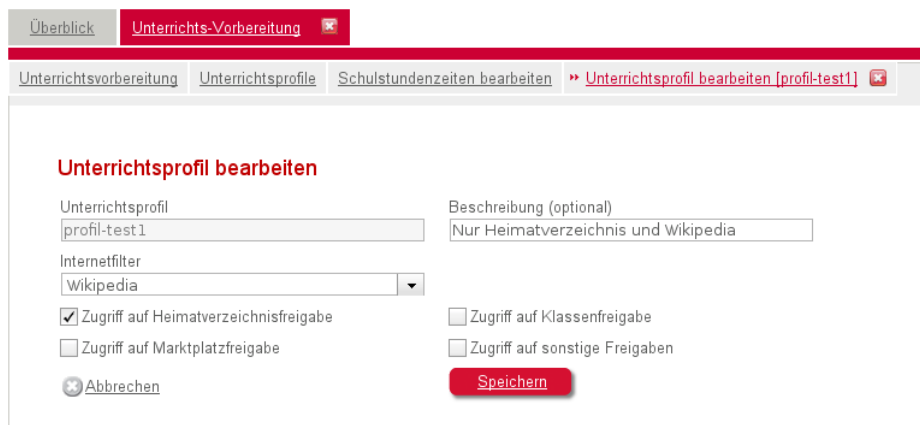 Überblick Unterrichts-Vorbereitung
Unterrichtsvorbereitung Unterrichtsprofile Schulstundenzeiten bearbeiten Unterrichtsprofil bearbeiten [profil-test1]
Unterrichtsprofil bearbeiten
Unterrichtsprofil Beschreibung (optional)
profil-test1 Nur Heimatverzeichnis und Wikipedia
Internetfilter
Wikipedia
Zugriff auf Heimatverzeichnisfreigabe Zugriff auf Klassenfreigabe
Zugriff auf Marktplatzfreigabe Zugriff auf sonstige Freigaben
Abbrechen Speichern